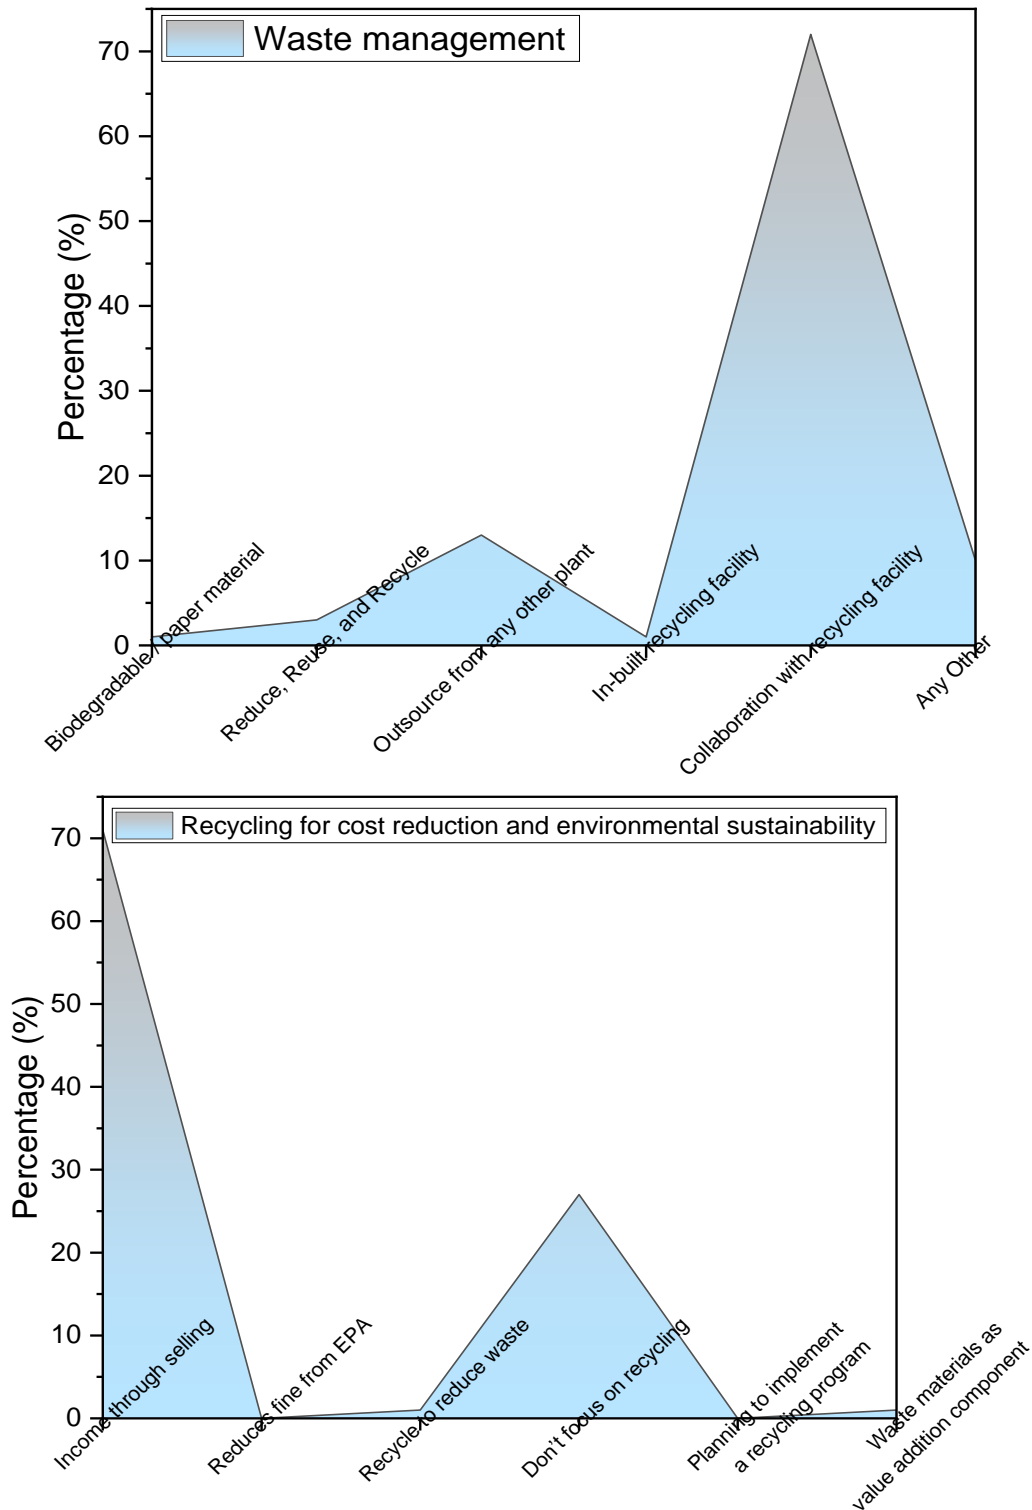 Waste management
Percentage (%)
70
60
50
40
30
20
10
0
Biodegradable / paper material
Reduce, Reuse, and Recycle
Outsource from any other plant
In-built recycling facility
Collaboration with recycling facility
Any Other
Recycling for cost reduction and environmental sustainability
Percentage (%)
70
60
50
40
30
20
10
0
Income through selling
Reduces fine from EPA
Recycle to reduce waste
Don't focus on recycling
Planning to implement
a recycling program
Waste materials as
value addition component